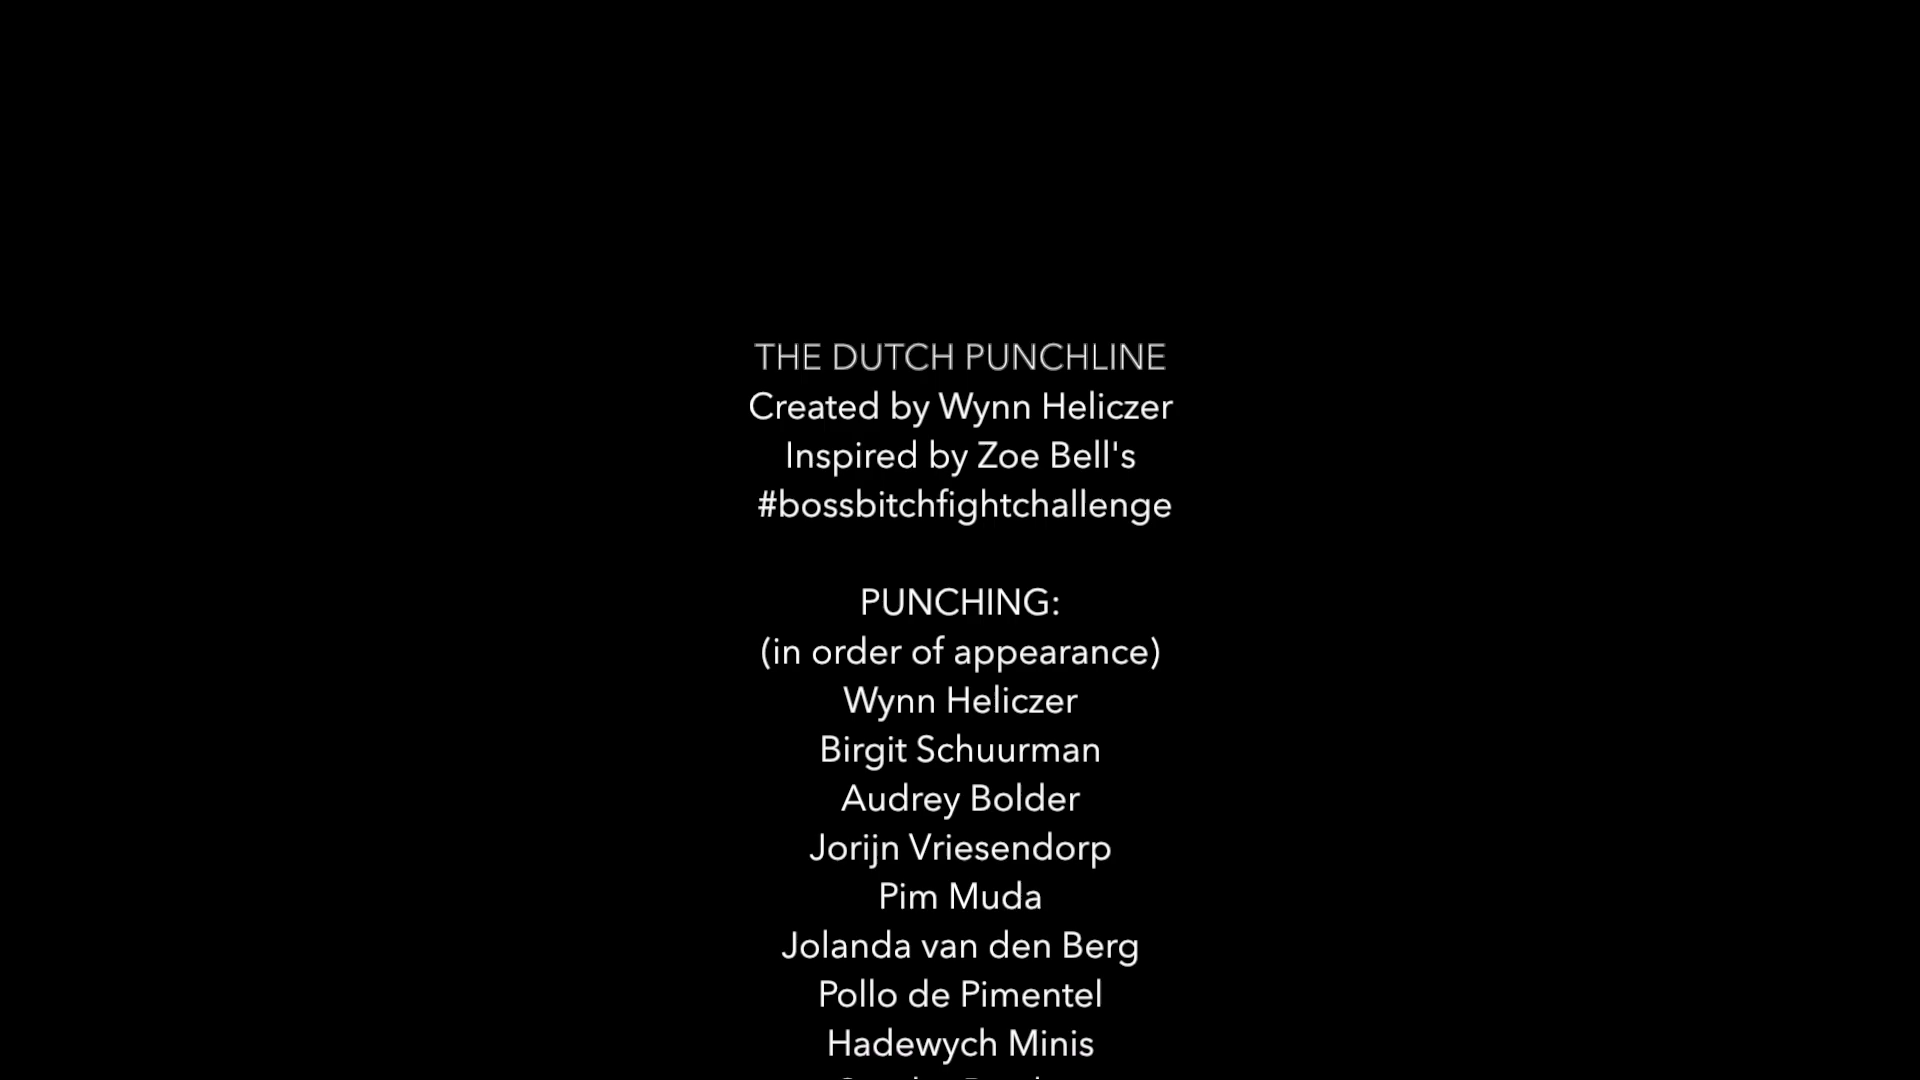 THE DUTCH PUNCHLINE
Created by Wynn Heliczer
Inspired by Zoe Bell's
#bossbitchfightchallenge
PUNCHING:
(in order of appearance)
Wynn Heliczer
Birgit Schuurman
Audrey Bolder
Jorijn Vriesendorp
Pim Muda
Jolanda van den Berg
Pollo de Pimentel
Hadewych Minis